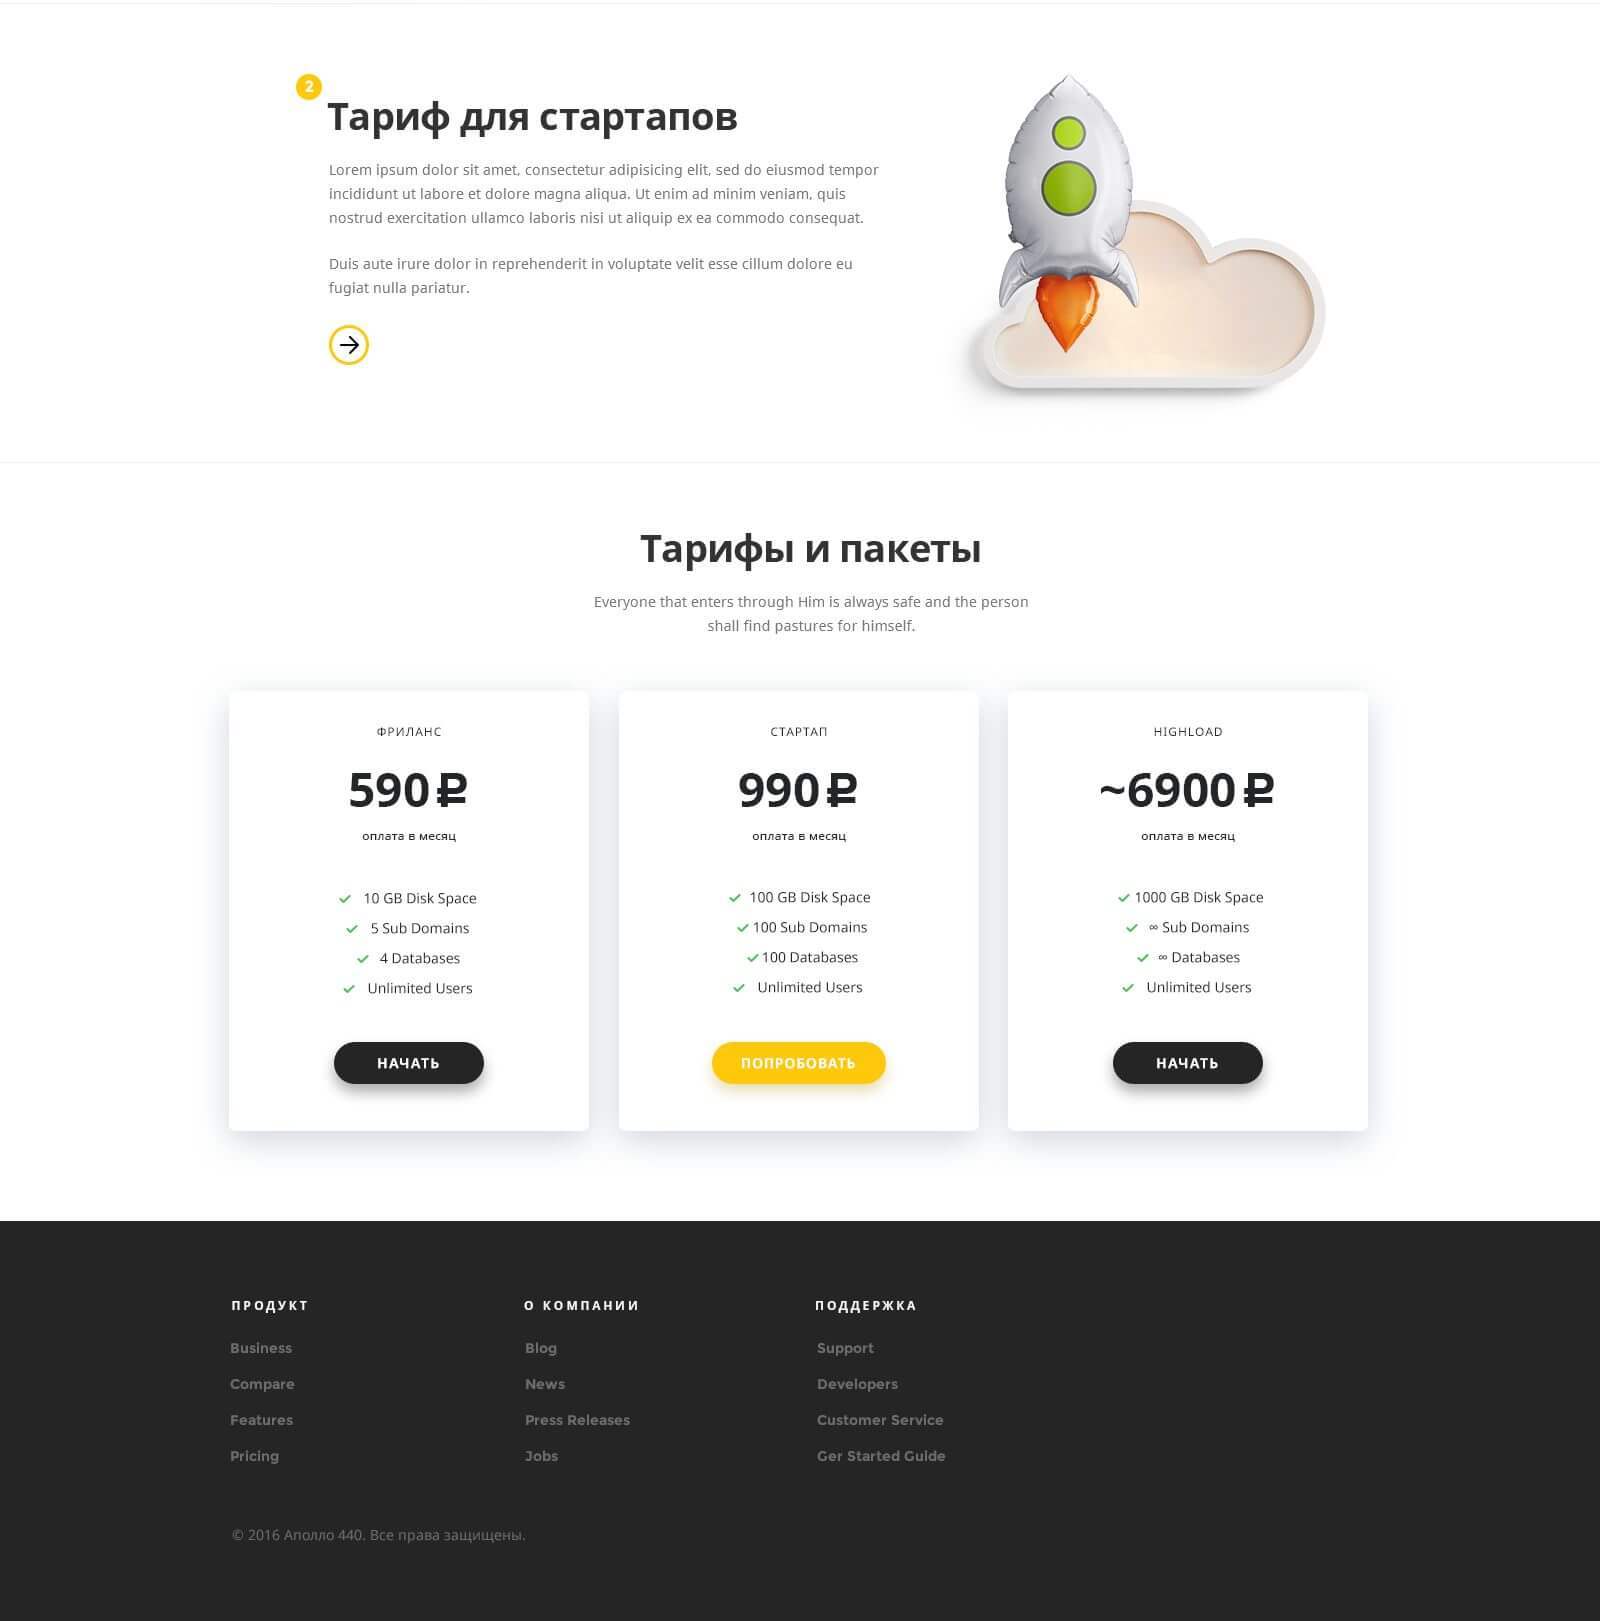 2
Тариф для стартапов
Lorem ipsum dolor sit amet, consectetur adipisicing elit, sed do eiusmod tempor
incididunt ut labore et dolore magna aliqua. Ut enim ad minim veniam, quis
nostrud exercitation ullamco laboris nisi ut aliquip ex ea commodo consequat.
Duis aute irure dolor in reprehenderit in voluptate velit esse cillum dolore eu
fugiat nulla pariatur.
Тарифы и пакеты
Everyone that enters through Him is always safe and the person
shall find pastures for himself.
ФРИЛАНС
590 ₽
оплата в месяц
10 GB Disk Space
5 Sub Domains
4 Databases
Unlimited Users
НАЧАТЬ
СТАРТАП
990 ₽
оплата в месяц
100 GB Disk Space
100 Sub Domains
100 Databases
Unlimited Users
ПОПРОБОВАТЬ
HIGHLOAD
~6900 ₽
оплата в месяц
1000 GB Disk Space
∞ Sub Domains
∞ Databases
Unlimited Users
НАЧАТЬ
ПРОДУКТ
Business
Compare
Features
Pricing
О КОМПАНИИ
Blog
News
Press Releases
Jobs
ПОДДЕРЖКА
Support
Developers
Customer Service
Ger Started Guide
© 2016 Аполло 440. Все права защищены.